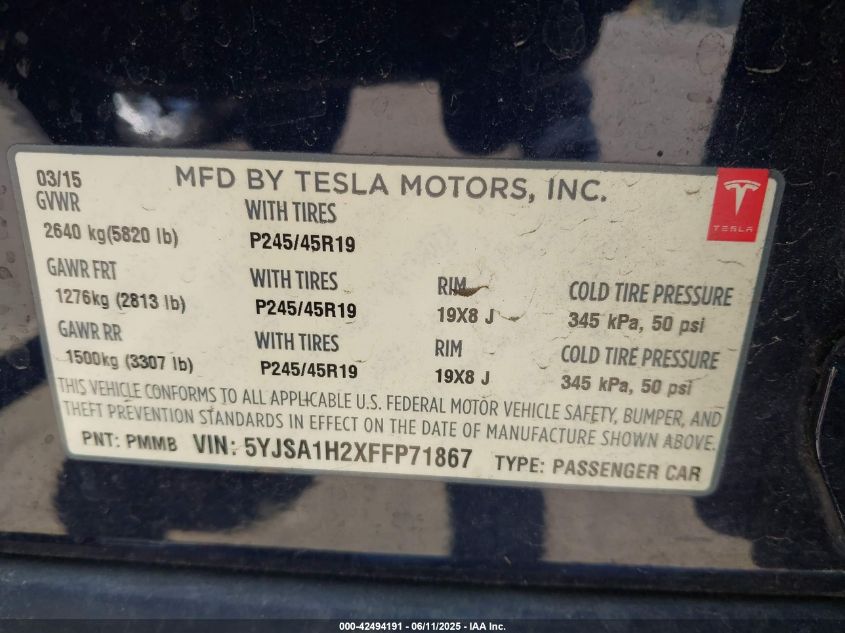 03/15 MFD BY TESLA MOTORS, INC.
TESLA
GVWR WITH TIRES
2640 kg(5820 lb) P245/45R19
GAWR FRT WITH TIRES RIM COLD TIRE PRESSURE
1276kg (2813 lb) P245/45R19 19X8 J 345 kPa, 50 psi
GAWR RR WITH TIRES RIM COLD TIRE PRESSURE
1500kg (3307 lb) P245/45R19 19X8 J 345 kPa, 50 psi
THIS VEHICLE CONFORMS TO ALL APPLICABLE U.S. FEDERAL MOTOR VEHICLE SAFETY, BUMPER, AND
THEFT PREVENTION STANDARDS IN EFFECT ON THE DATE OF MANUFACTURE SHOWN ABOVE.
PNT: PMMB VIN: 5YJSA1H2XFFP71867 TYPE: PASSENGER CAR
000-42494191 - 06/11/2025 - IAA Inc.